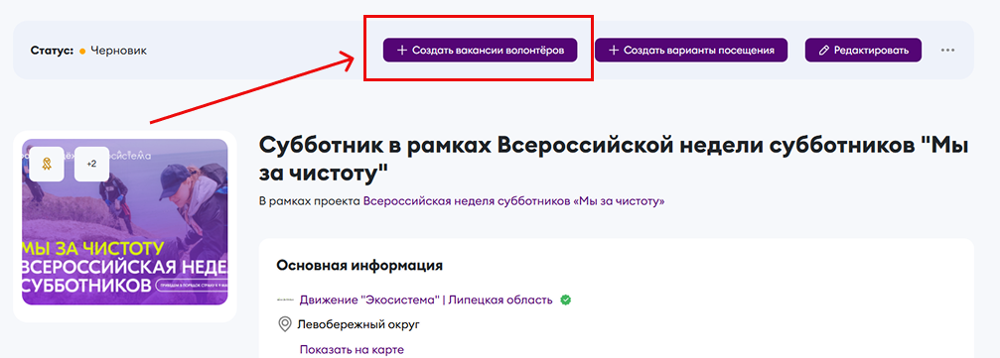 Статус: Черновик
+ Создать вакансии волонтёров
+ Создать варианты посещения
Редактировать
+2
Субботник в рамках Всероссийской недели субботников "Мы
за чистоту"
В рамках проекта Всероссийская неделя субботников «Мы за чистоту»
МЫ ЗА ЧИСТОТУ
ВСЕРОССИЙСКАЯ НЕДЕЛ
СУББОТНИКОВ
Основная информация
Движение "Экосистема" | Липецкая область
Левобережный округ
Показать на карте